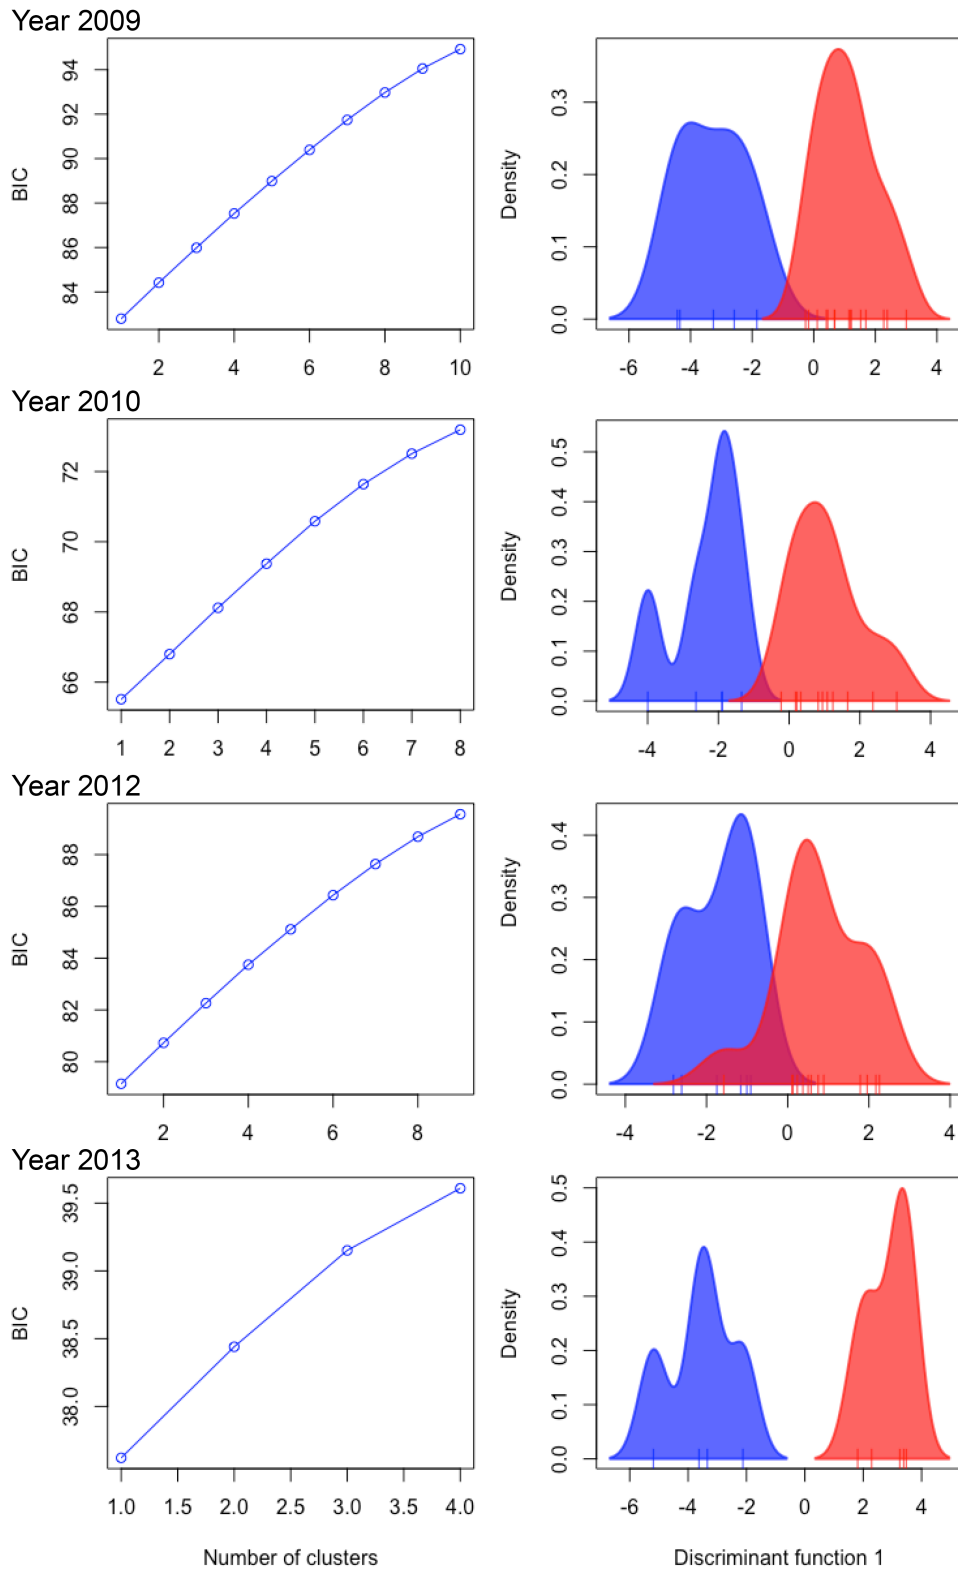 Year 2009
BIC
84 86 88 90 92 94
2 4 6 8 10
Density
0.0 0.1 0.2 0.3
-6 -4 -2 0 2 4
Year 2010
BIC
66 68 70 72
1 2 3 4 5 6 7 8
Density
0.0 0.1 0.2 0.3 0.4 0.5
-4 -2 0 2 4
Year 2012
BIC
80 82 84 86 88
2 4 6 8
Density
0.0 0.1 0.2 0.3 0.4
-4 -2 0 2 4
Year 2013
BIC
38.0 38.5 39.0 39.5
1.0 1.5 2.0 2.5 3.0 3.5 4.0
Number of clusters
Density
0.0 0.1 0.2 0.3 0.4 0.5
-6 -4 -2 0 2 4
Discriminant function 1